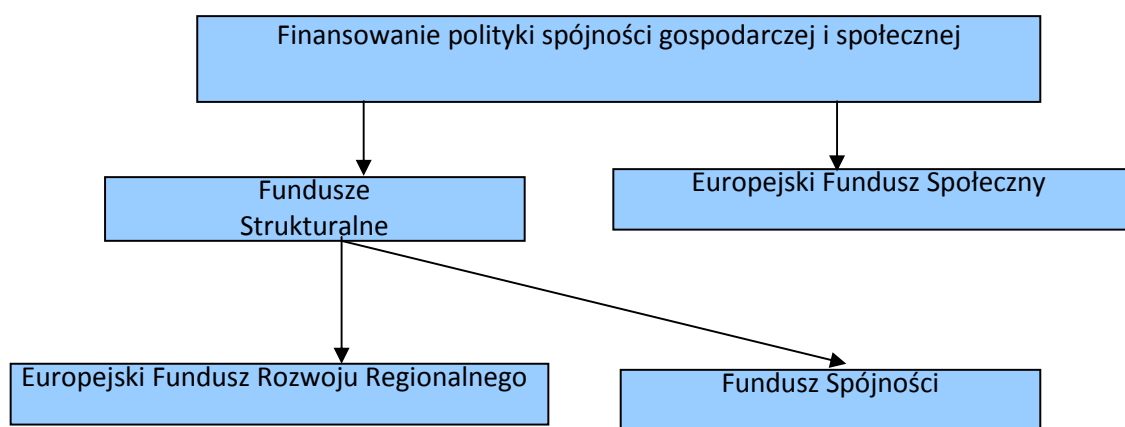 Finansowanie polityki spójności gospodarczej i społecznej
Fundusze
Strukturalne
Europejski Fundusz Społeczny
Europejski Fundusz Rozwoju Regionalnego
Fundusz Spójności